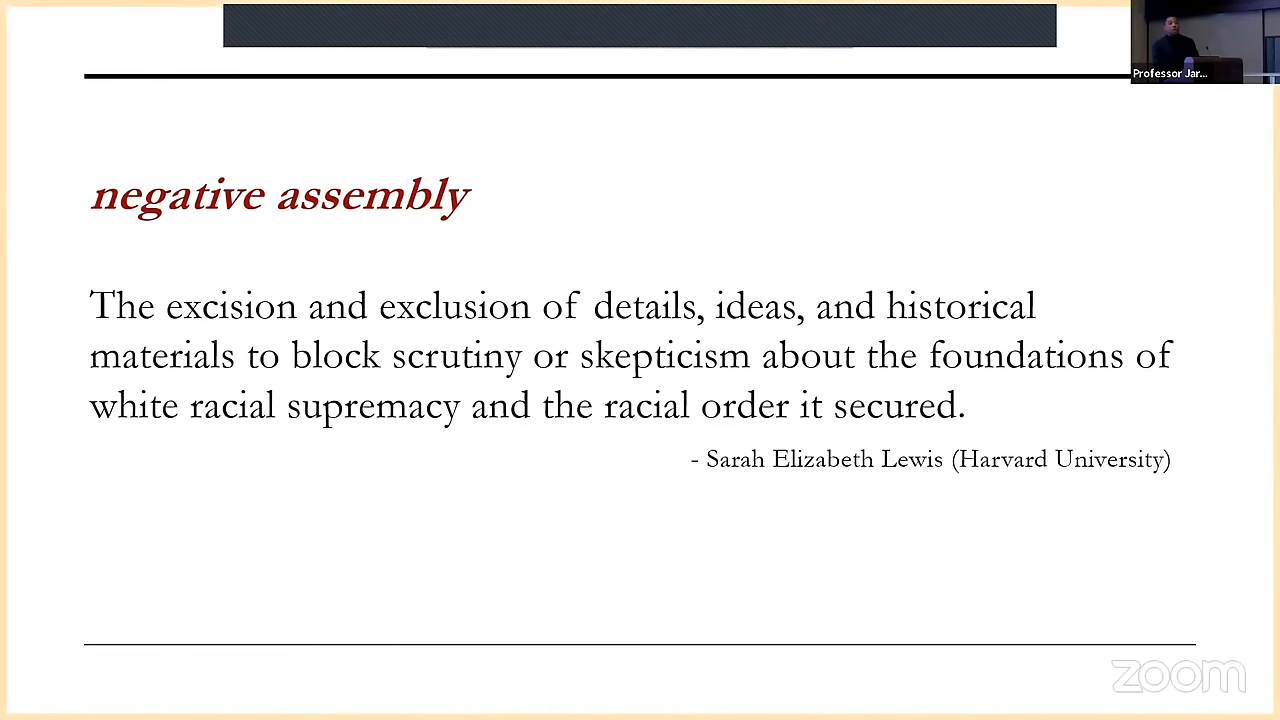 Professor Jar...
negative assembly
The excision and exclusion of details, ideas, and historical
materials to block scrutiny or skepticism about the foundations of
white racial supremacy and the racial order it secured.
- Sarah Elizabeth Lewis (Harvard University)
zoom